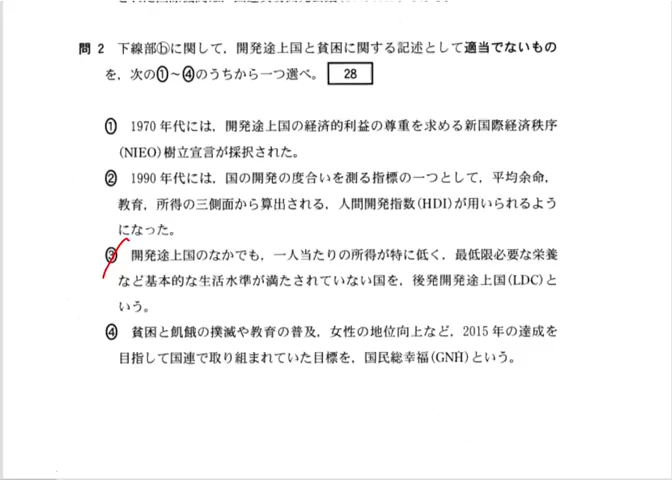 問 2 下線部ⓑに関して，開発途上国と貧困に関する記述として適当でないもの
を，次の①～④のうちから一つ選べ。 28
① 1970 年代には，開発途上国の経済的利益の尊重を求める新国際経済秩序
(NIEO)樹立宣言が採択された。
② 1990 年代には，国の開発の度合いを測る指標の一つとして，平均余命，
教育，所得の三側面から算出される，人間開発指数(HDI)が用いられるよう
になった。
③ 開発途上国のなかでも，一人当たりの所得が特に低く，最低限必要な栄養
など基本的な生活水準が満たされていない国を，後発開発途上国(LDC)と
いう。
④ 貧困と飢餓の撲滅や教育の普及，女性の地位向上など，2015 年の達成を
目指して国連で取り組まれていた目標を，国民総幸福(GNH)という。